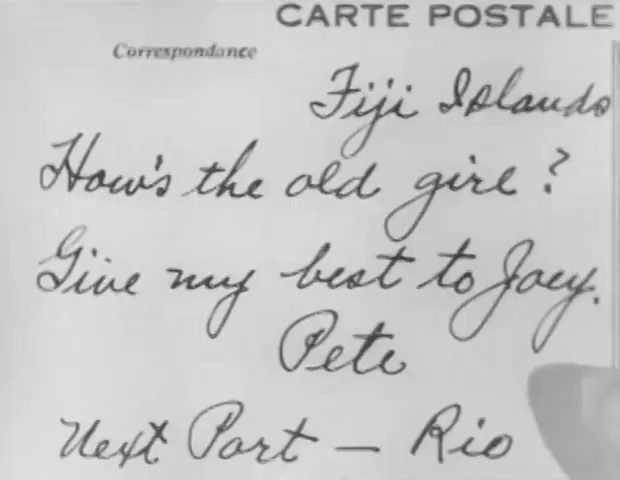 CARTE POSTALE
Correspondance
Fiji Islands
How's the old girl?
Give my best to Joey.
Pete
Next Port — Rio